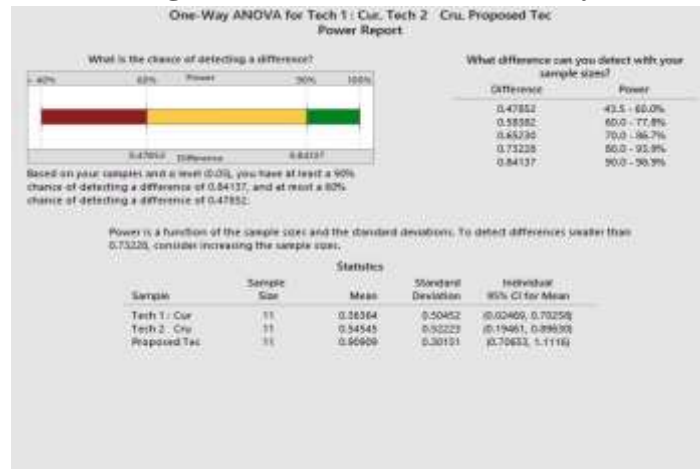 One-Way ANOVA for Tech 1: Cur, Tech 2 Cru, Proposed Tec
Power Report
What is the chance of detecting a difference?
< 40% 60% Power 90% 100%
0.47852 Difference 0.84137
Based on your samples and α level (0.05), you have at least a 90%
chance of detecting a difference of 0.84137, and at most a 60%
chance of detecting a difference of 0.47852.
What difference can you detect with your
sample sizes?
Difference Power
0.47852 43.5 - 60.0%
0.58382 60.0 - 77.8%
0.65230 70.0 - 86.7%
0.73228 80.0 - 93.9%
0.84137 90.0 - 98.9%
Power is a function of the sample sizes and the standard deviations. To detect differences smaller than
0.73228, consider increasing the sample sizes.
Statistics
Sample Size Mean Standard Deviation Individual 95% CI for Mean
Tech 1: Cur 11 0.36364 0.50452 (0.02469, 0.70258)
Tech 2 Cru 11 0.54545 0.52223 (0.19461, 0.89630)
Proposed Tec 11 0.90909 0.30151 (0.70653, 1.1116)